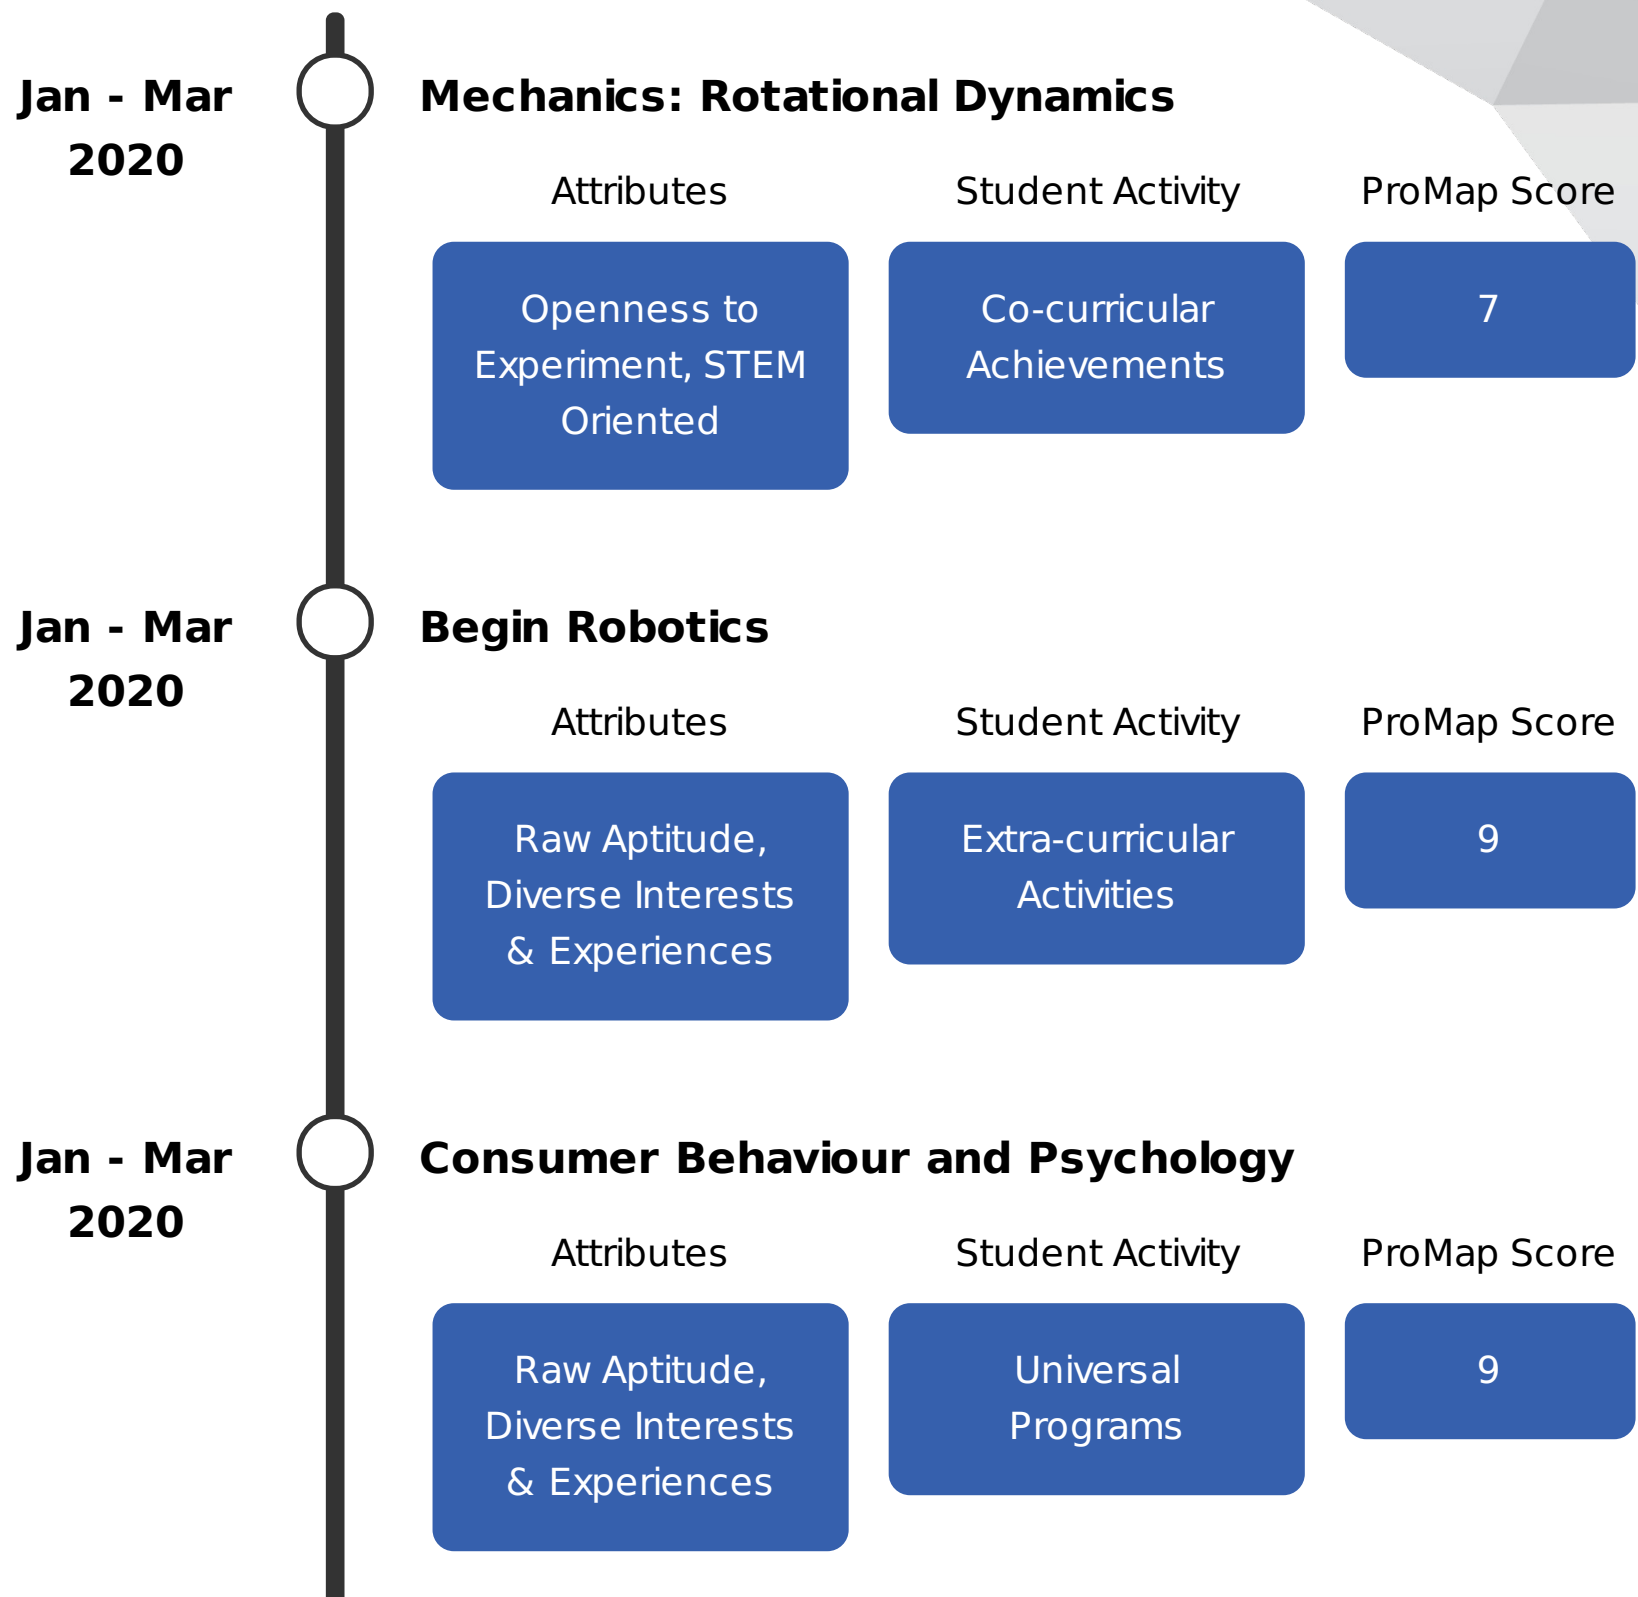 Jan - Mar
2020
Mechanics: Rotational Dynamics
Attributes
Student Activity
ProMap Score
Openness to
Experiment, STEM
Oriented
Co-curricular
Achievements
7
Jan - Mar
2020
Begin Robotics
Attributes
Student Activity
ProMap Score
Raw Aptitude,
Diverse Interests
& Experiences
Extra-curricular
Activities
9
Jan - Mar
2020
Consumer Behaviour and Psychology
Attributes
Student Activity
ProMap Score
Raw Aptitude,
Diverse Interests
& Experiences
Universal
Programs
9